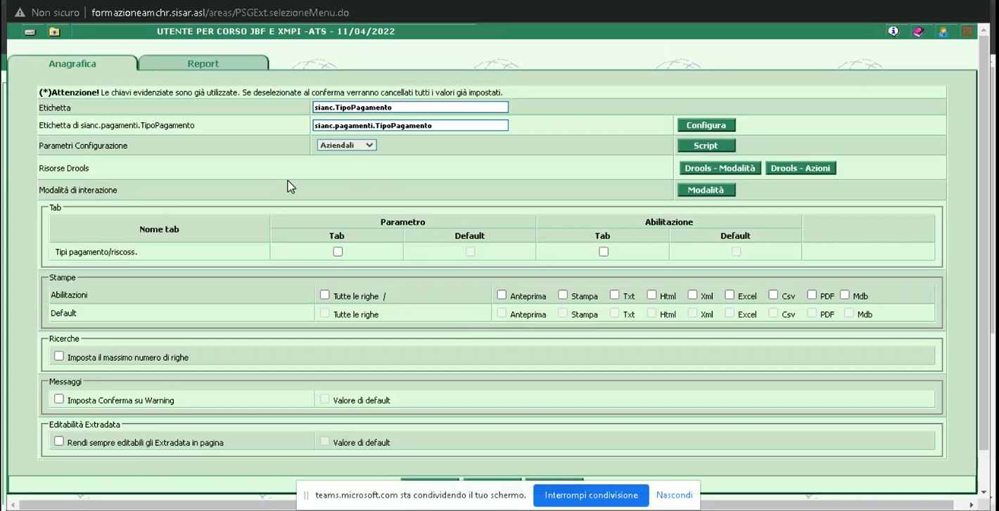 Non sicuro | formazioneamchr.sisar.asl/areas/PSGExt.selezioneMenu.do
UTENTE PER CORSO JBF E XMPI -ATS - 11/04/2022
Anagrafica Report
(*)Attenzione! Le chiavi evidenziate sono già utilizzate. Se deselezionate al conferma verranno cancellati tutti i valori già impostati.
Etichetta sianc.TipoPagamento
Etichetta di sianc.pagamenti.TipoPagamento sianc.pagamenti.TipoPagamento Configura
Parametri Configurazione Aziendali Script
Risorse Drools Drools - Modalità Drools - Azioni
Modalità di interazione Modalità
Tab
Nome tab Parametro Abilitazione
Tab Default Tab Default
Tipi pagamento/riscoss.
Stampe
Abilitazioni Tutte le righe / Anteprima Stampa Txt Html Xml Excel Csv PDF Mdb
Default Tutte le righe Anteprima Stampa Txt Html Xml Excel Csv PDF Mdb
Ricerche
Imposta il massimo numero di righe
Messaggi
Imposta Conferma su Warning Valore di default
Editabilità Extradata
Rendi sempre editabili gli Extradata in pagina Valore di default
teams.microsoft.com sta condividendo il tuo schermo. Interrompi condivisione Nascondi